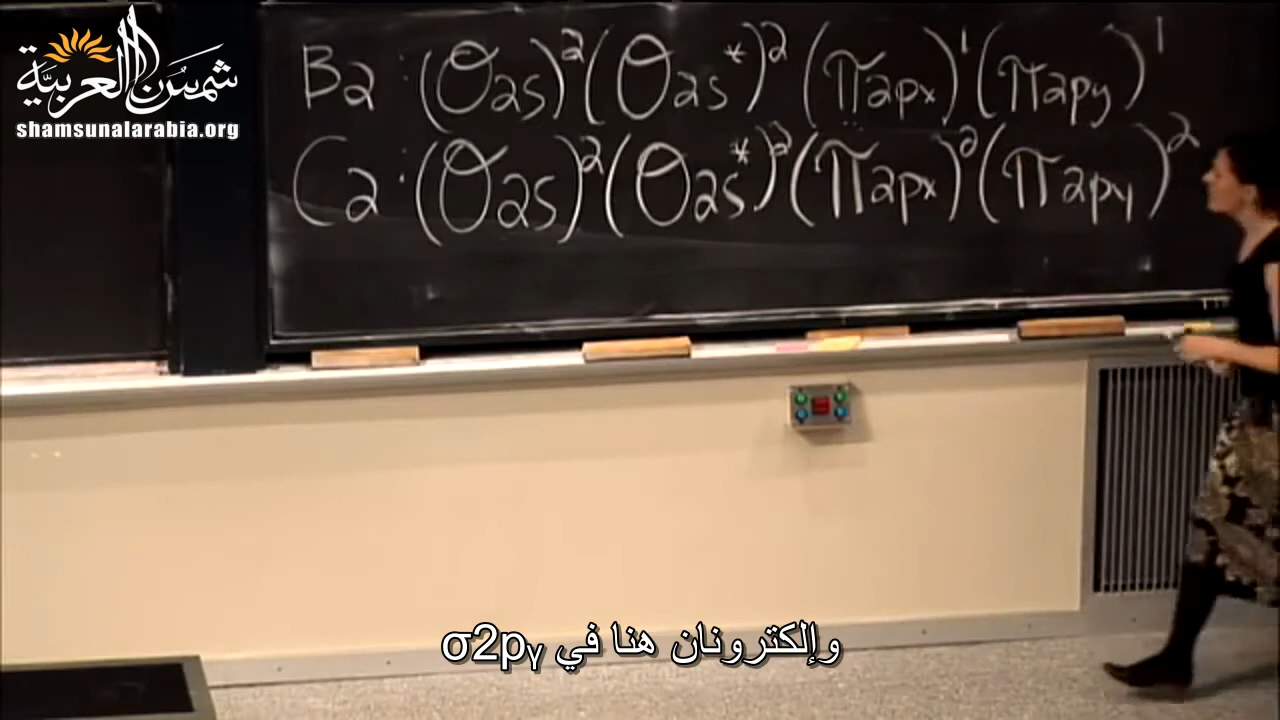 شمسُ العربيَّة
shamsunalarabia.org
B2 : (σ2s)²(σ2s*)²(π2px)¹(π2py)¹
C2 : (σ2s)²(σ2s*)²(π2px)²(π2py)²
وإلكترونان هنا في σ2pγ